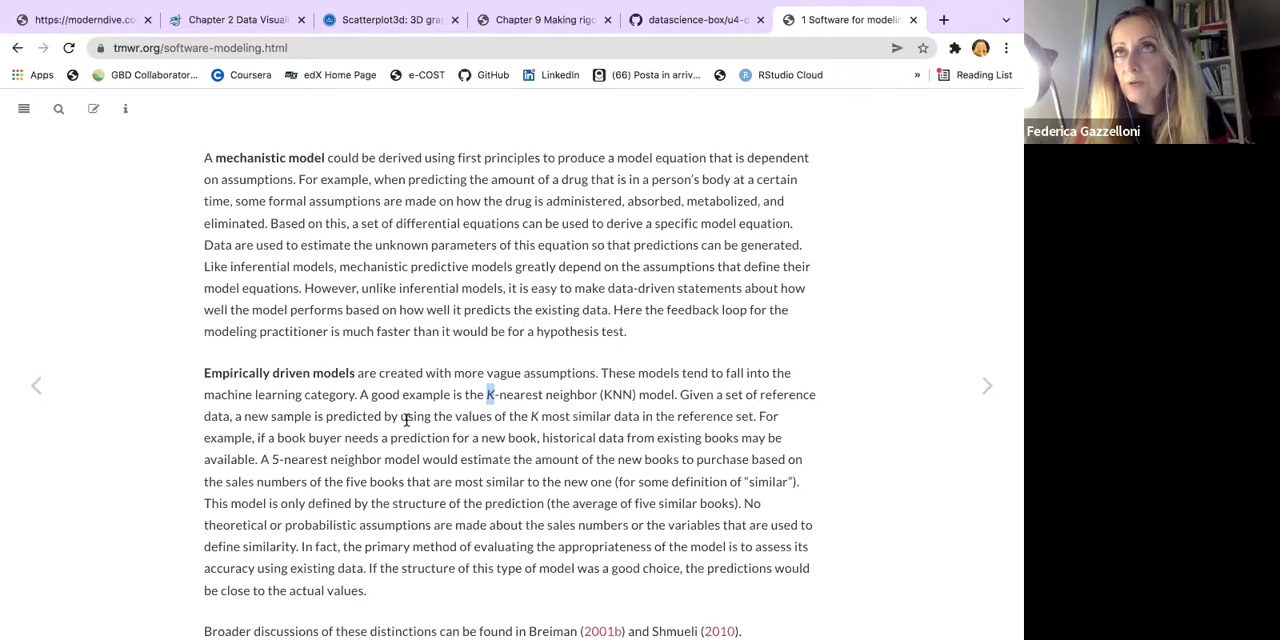 https://moderndive.co
Chapter 2 Data Visuali
Scatterplot3d: 3D gra
Chapter 9 Making rigo
datascience-box/u4-d
1 Software for modelin
tmwr.org/software-modeling.html
Apps
GBD Collaborator...
Coursera
edX Home Page
e-COST
GitHub
LinkedIn
(66) Posta in arriv...
RStudio Cloud
»
Reading List
Federica Gazzelloni
A mechanistic model could be derived using first principles to produce a model equation that is dependent
on assumptions. For example, when predicting the amount of a drug that is in a person's body at a certain
time, some formal assumptions are made on how the drug is administered, absorbed, metabolized, and
eliminated. Based on this, a set of differential equations can be used to derive a specific model equation.
Data are used to estimate the unknown parameters of this equation so that predictions can be generated.
Like inferential models, mechanistic predictive models greatly depend on the assumptions that define their
model equations. However, unlike inferential models, it is easy to make data-driven statements about how
well the model performs based on how well it predicts the existing data. Here the feedback loop for the
modeling practitioner is much faster than it would be for a hypothesis test.
Empirically driven models are created with more vague assumptions. These models tend to fall into the
machine learning category. A good example is the K-nearest neighbor (KNN) model. Given a set of reference
data, a new sample is predicted by using the values of the K most similar data in the reference set. For
example, if a book buyer needs a prediction for a new book, historical data from existing books may be
available. A 5-nearest neighbor model would estimate the amount of the new books to purchase based on
the sales numbers of the five books that are most similar to the new one (for some definition of “similar”).
This model is only defined by the structure of the prediction (the average of five similar books). No
theoretical or probabilistic assumptions are made about the sales numbers or the variables that are used to
define similarity. In fact, the primary method of evaluating the appropriateness of the model is to assess its
accuracy using existing data. If the structure of this type of model was a good choice, the predictions would
be close to the actual values.
Broader discussions of these distinctions can be found in Breiman (2001b) and Shmueli (2010).